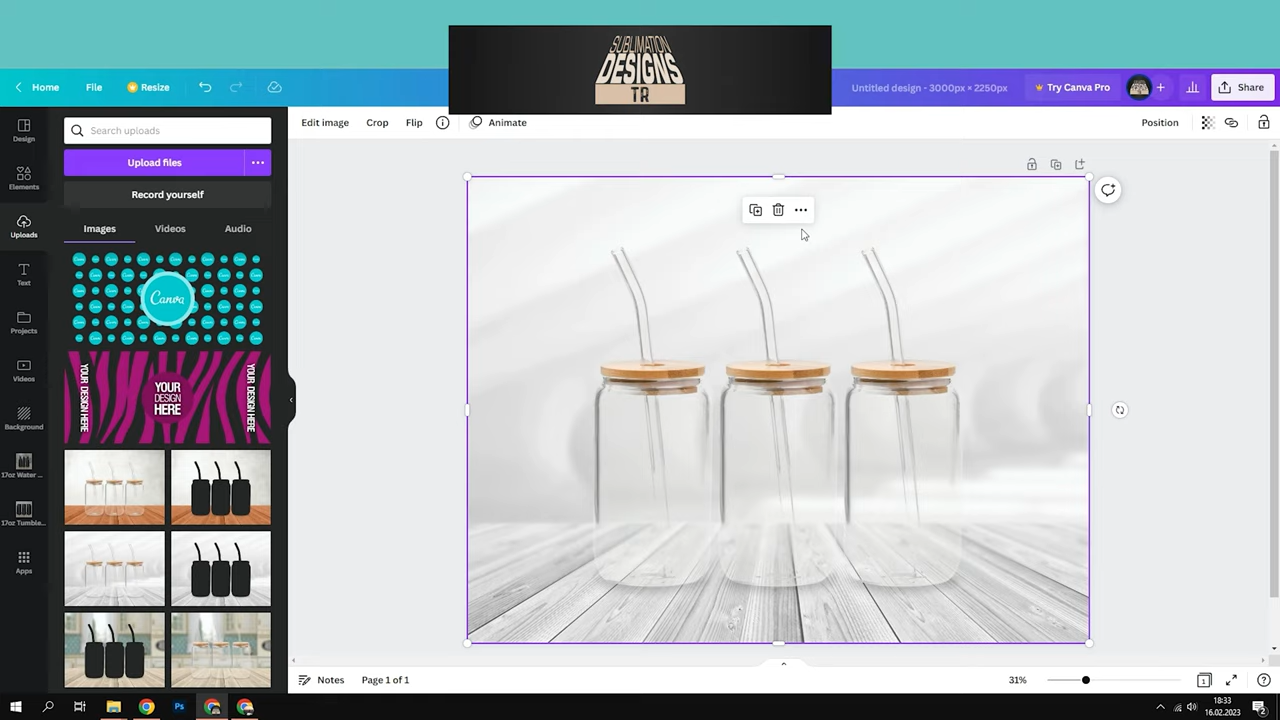 SUBLIMATION
DESIGNS
TR
Home
File
Resize
Untitled design - 3000px × 2250px
Try Canva Pro
Share
Design
Elements
Uploads
Text
Projects
Videos
Background
17oz Water ...
17oz Tumble...
Apps
Search uploads
Upload files
Record yourself
Images
Videos
Audio
Canva
YOUR DESIGN HERE
YOUR
DESIGN
HERE
YOUR DESIGN HERE
Edit image
Crop
Flip
Animate
Position
Notes
Page 1 of 1
31%
1
18:33
16.02.2023
2